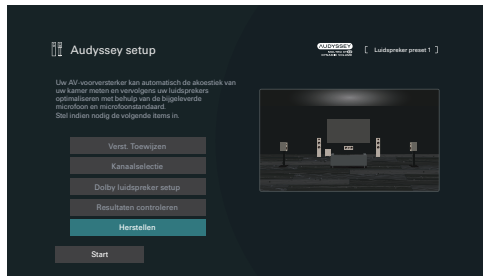 Audyssey setup
AUDYSSEY
[ Luidspreker preset 1 ]
Uw AV-voorversterker kan automatisch de akoestiek van
uw kamer meten en vervolgens uw luidsprekers
optimaliseren met behulp van de bijgeleverde
microfoon en microfoonstandaard.
Stel indien nodig de volgende items in.
Verst. Toewijzen
Kanaalselectie
Dolby luidspreker setup
Resultaten controleren
Herstellen
Start